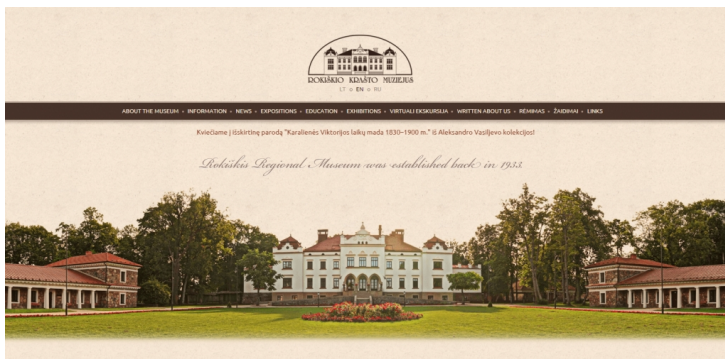 ROKIŠKIO KRAŠTO MUZIEJUS
LT o EN o RU
ABOUT THE MUSEUM • INFORMATION • NEWS • EXPOSITIONS • EDUCATION • EXHIBITIONS • VIRTUALI EKSKURSIJA • WRITTEN ABOUT US • RĖMIMAS • ŽAIDIMAI • LINKS
Kviečiame į išskirtinę parodą "Karalienės Viktorijos laikų mada 1830–1900 m." iš Aleksandro Vasiljevo kolekcijos!
Rokiškis Regional Museum was established back in 1933.